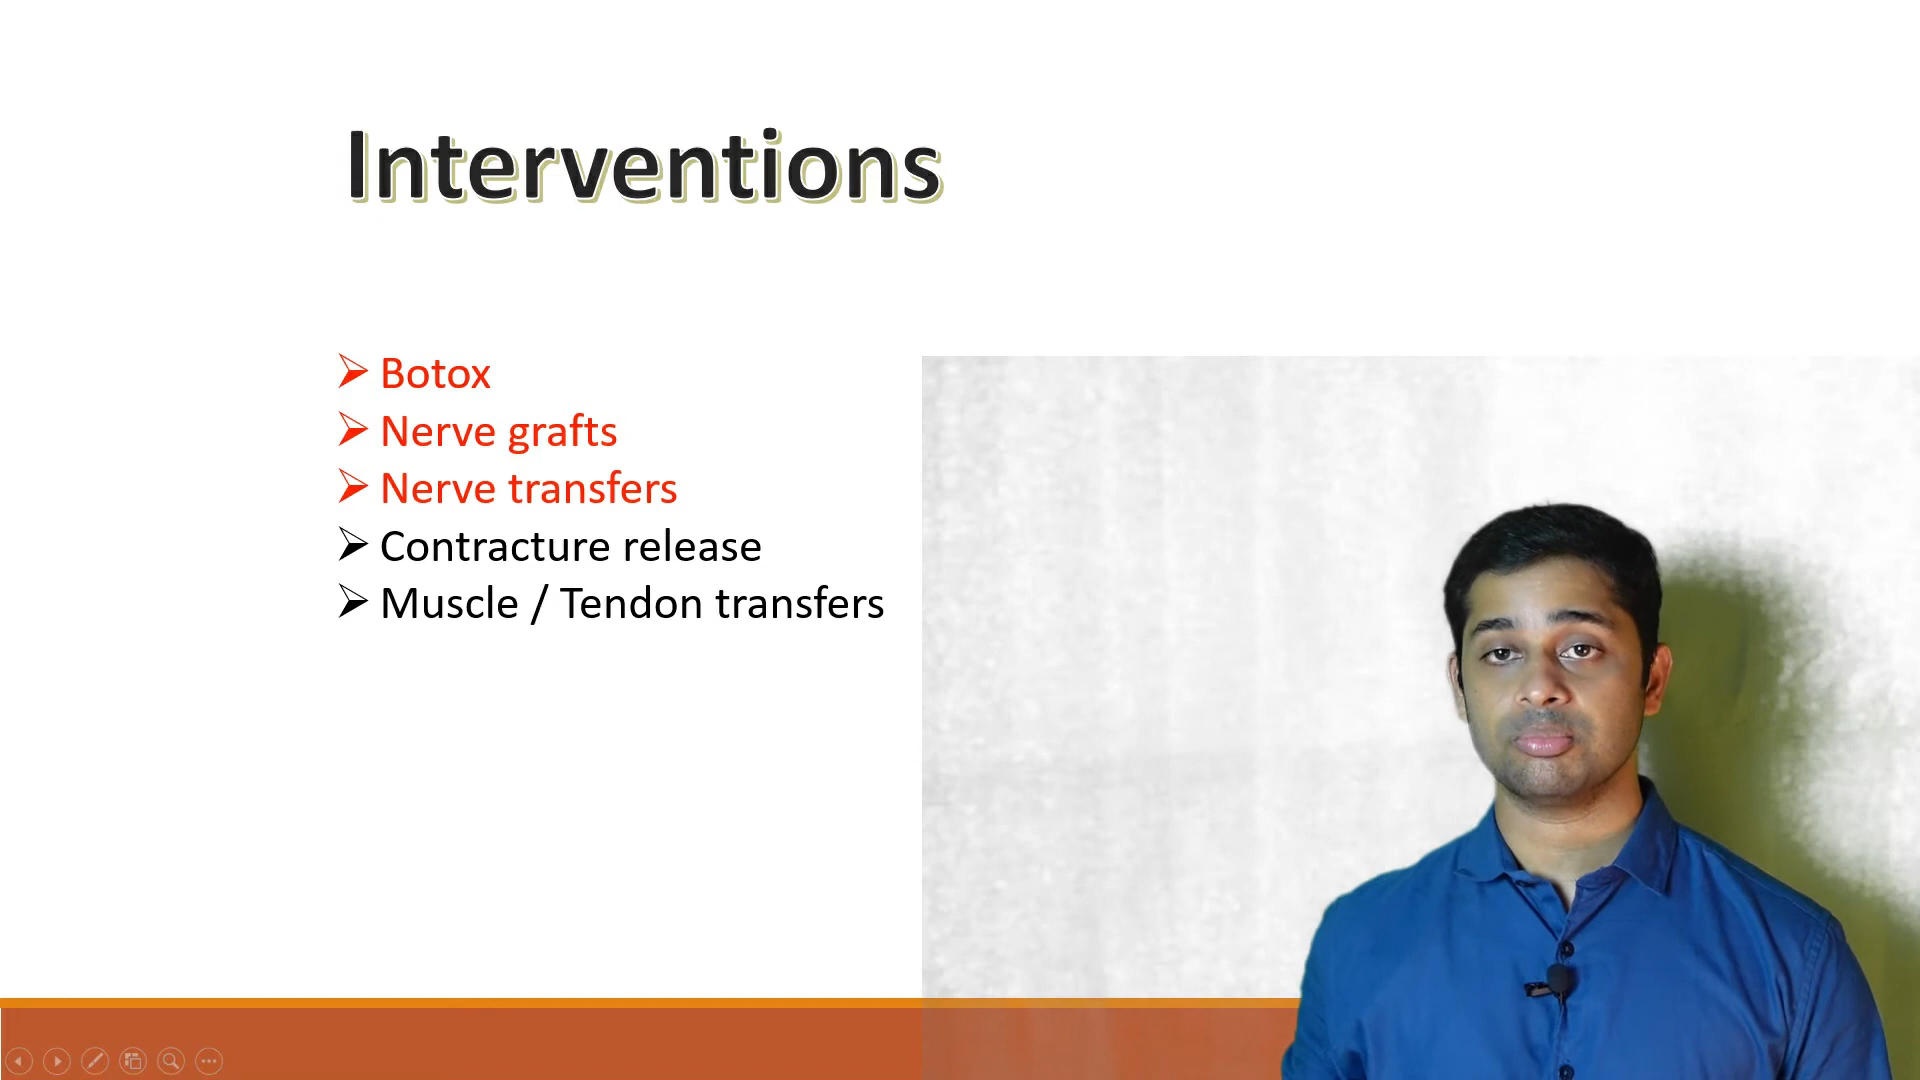 Interventions
➢ Botox
➢ Nerve grafts
➢ Nerve transfers
➢ Contracture release
➢ Muscle / Tendon transfers